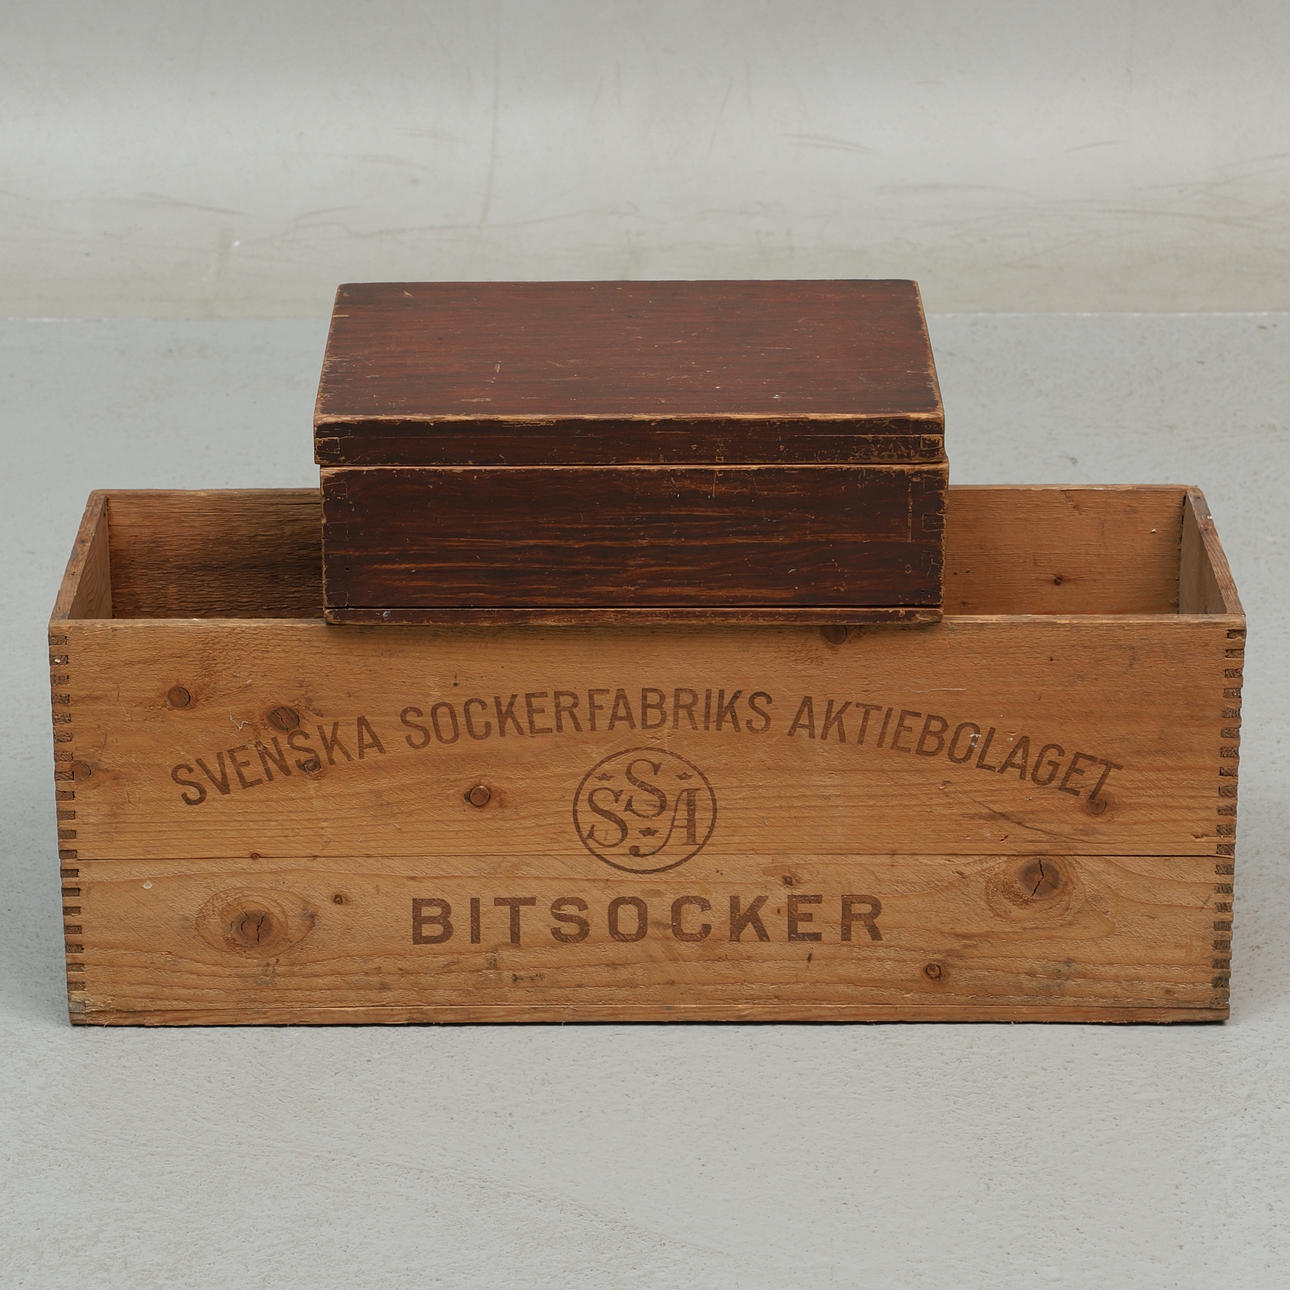 SVENSKA SOCKERFABRIKS AKTIEBOLAGET
SSA
BITSOCKER